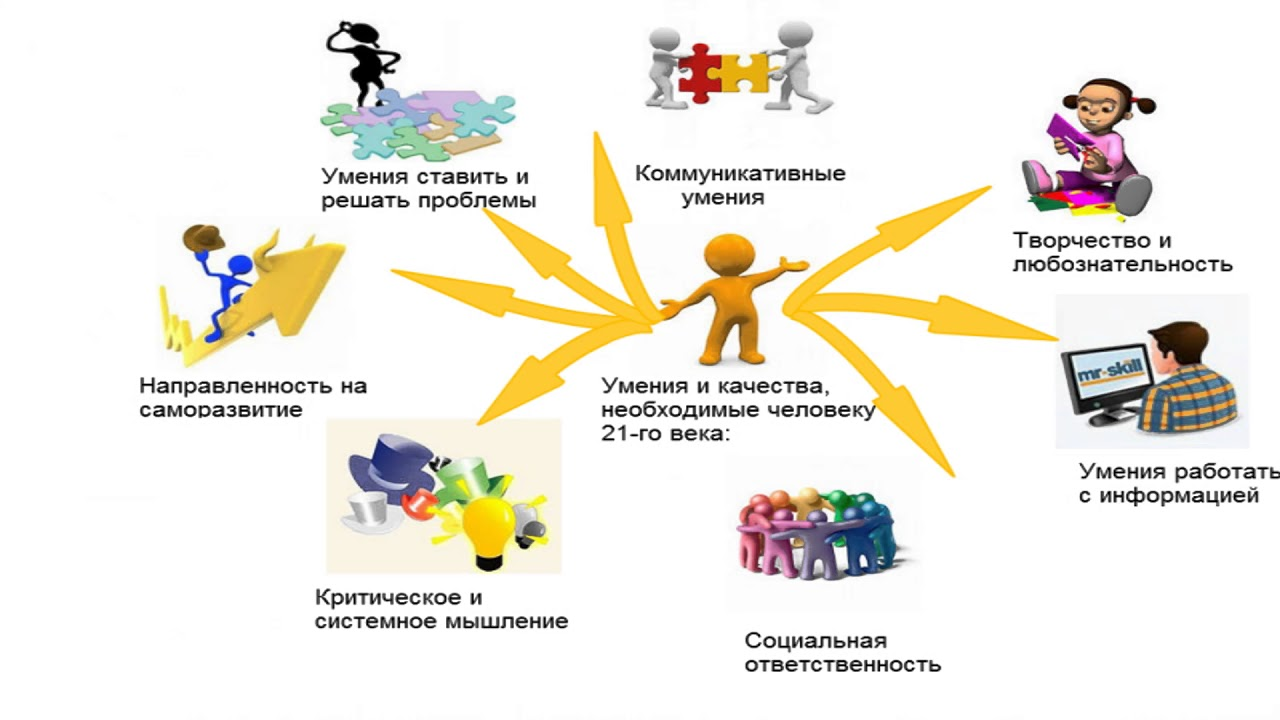 Умения ставить и
решать проблемы
Коммуникативные
умения
Творчество и
любознательность
Направленность на
саморазвитие
Умения и качества,
необходимые человеку
21-го века:
mr-skill
Умения работать
с информацией
Критическое и
системное мышление
Социальная
ответственность